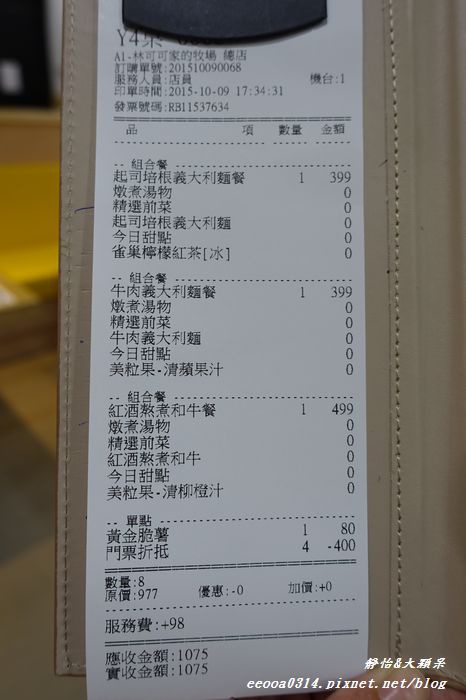 A1-林可可家的牧場 總店
訂購單號:201510090068
服務人員:店員 機台:1
印單時間:2015-10-09 17:34:31
發票號碼:RB11537634
品 項 數量 金額
-- 組合餐
起司培根義大利麵餐 1 399
燉煮湯物 0
精選前菜 0
起司培根義大利麵 0
今日甜點 0
雀巢檸檬紅茶[冰] 0
-- 組合餐
牛肉義大利麵餐 1 399
燉煮湯物 0
精選前菜 0
牛肉義大利麵 0
今日甜點 0
美粒果-清蘋果汁 0
-- 組合餐
紅酒熬煮和牛餐 1 499
燉煮湯物 0
精選前菜 0
紅酒熬煮和牛 0
今日甜點 0
美粒果-清柳橙汁 0
-- 單點
黃金脆薯 1 80
門票折抵 4 -400
數量:8
原價:977 優惠:-0 加價:+0
服務費:+98
應收金額:1075
實收金額:1075
靜怡&大顆呆
eeooa0314.pixnet.net/blog